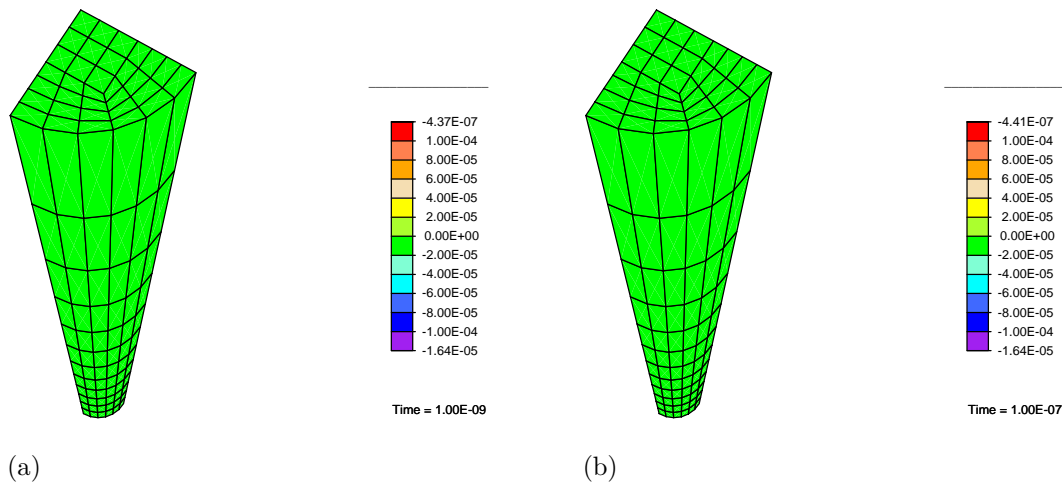 -4.37E-07
1.00E-04
8.00E-05
6.00E-05
4.00E-05
2.00E-05
0.00E+00
-2.00E-05
-4.00E-05
-6.00E-05
-8.00E-05
-1.00E-04
-1.64E-05
Time = 1.00E-09
(a)
-4.41E-07
1.00E-04
8.00E-05
6.00E-05
4.00E-05
2.00E-05
0.00E+00
-2.00E-05
-4.00E-05
-6.00E-05
-8.00E-05
-1.00E-04
-1.64E-05
Time = 1.00E-07
(b)